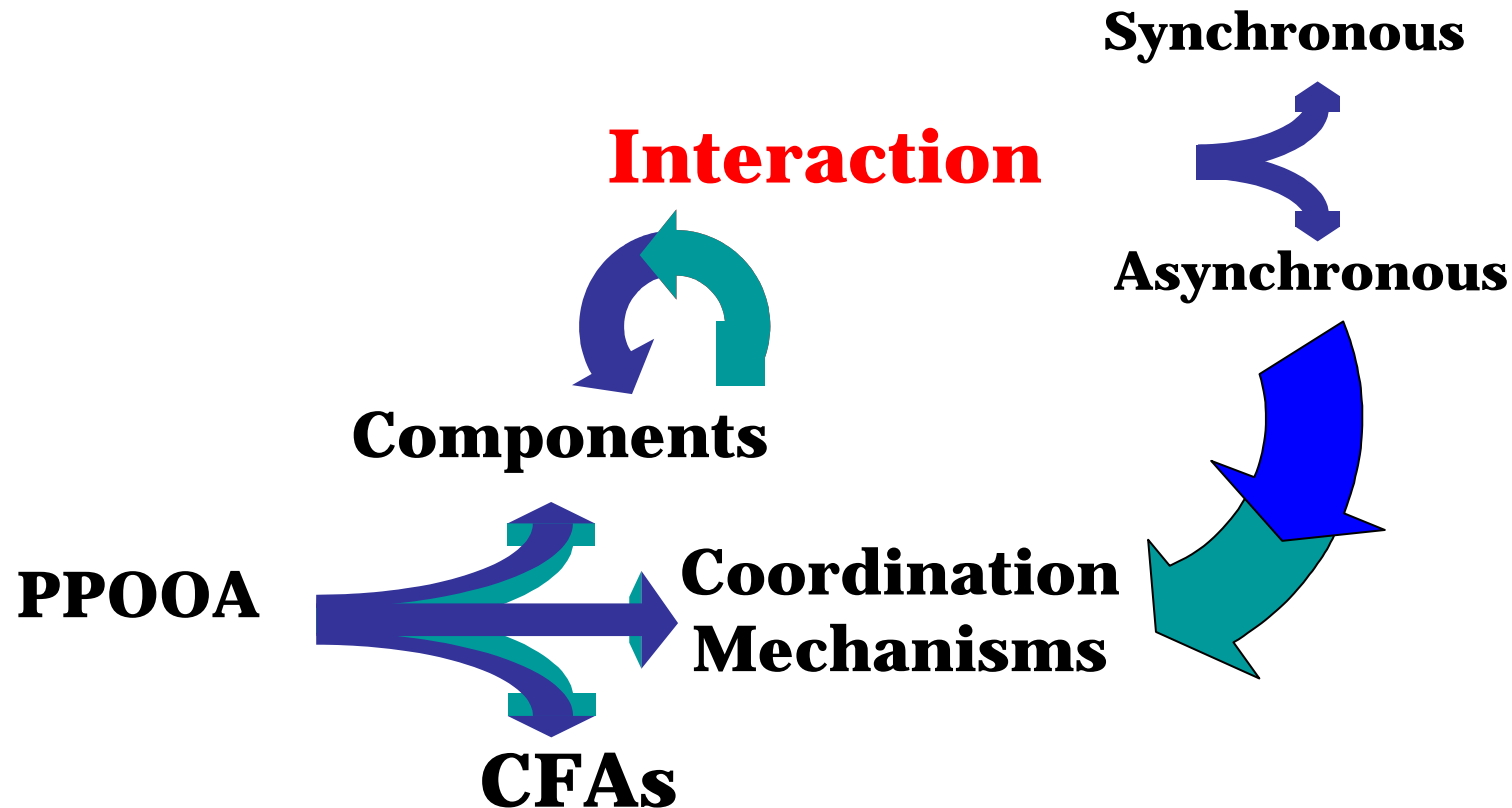 Synchronous
Interaction
Asynchronous
Components
PPOOA
Coordination
Mechanisms
CFAs